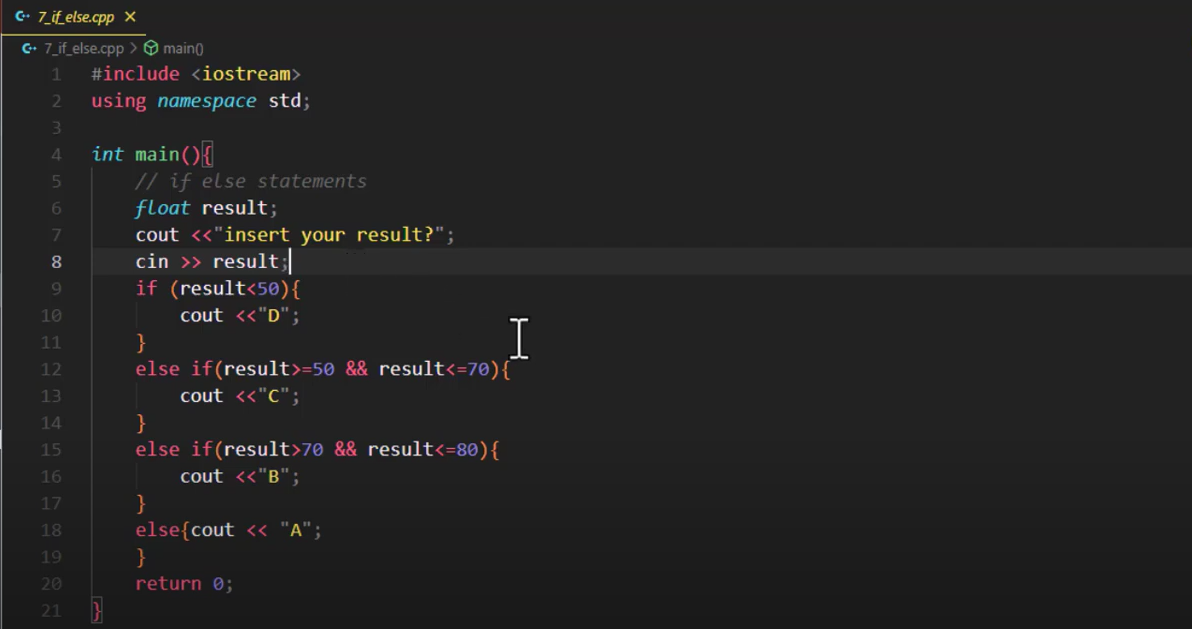 7_if_else.cpp
7_if_else.cpp > main()
1 #include <iostream>
2 using namespace std;
3
4 int main(){
5     // if else statements
6     float result;
7     cout <<"insert your result?";
8     cin >> result;
9     if (result<50){
10         cout <<"D";
11     }
12     else if(result>=50 && result<=70){
13         cout <<"C";
14     }
15     else if(result>70 && result<=80){
16         cout <<"B";
17     }
18     else{cout << "A";
19     }
20     return 0;
21 }